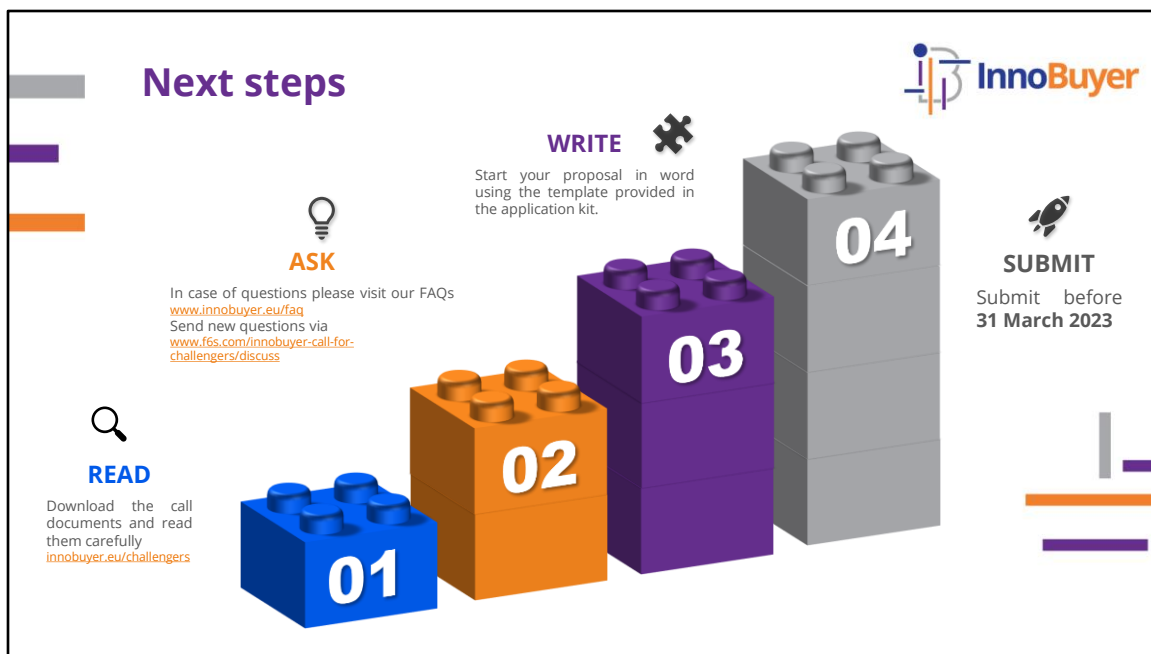 Next steps
InnoBuyer
WRITE
Start your proposal in word
using the template provided in
the application kit.
04
SUBMIT
Submit before
31 March 2023
ASK
In case of questions please visit our FAQs
www.innobuyer.eu/faq
Send new questions via
www.f6s.com/innobuyer-call-for-
challengers/discuss
03
02
READ
Download the call
documents and read
them carefully
innobuyer.eu/challengers
01